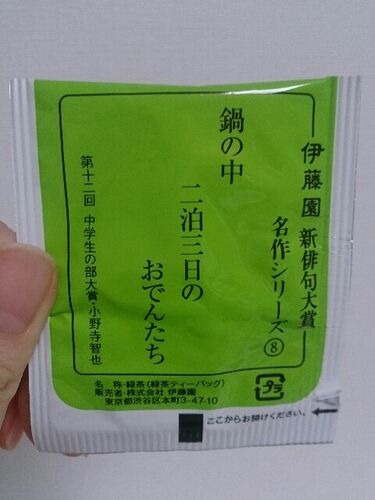 伊藤園 新俳句大賞
名作シリーズ⑧
鍋の中
二泊三日の
おでんたち
第十二回 中学生の部大賞・小野寺智也
名 称・緑茶(緑茶ティーバッグ)
販売者・株式会社 伊藤園
東京都渋谷区本町3-47-10
プラ
ここからお開けください。